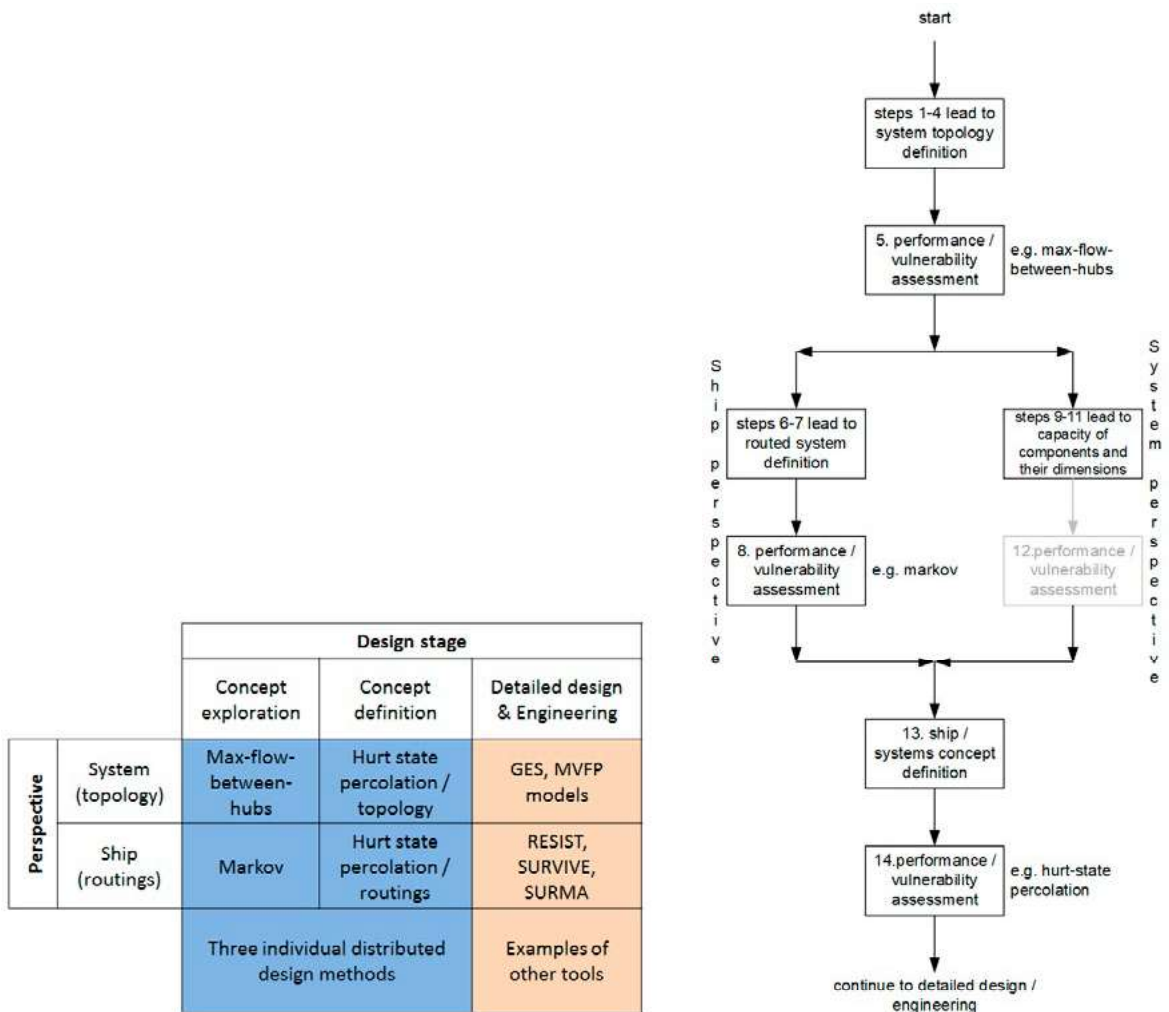 Design stage
Concept
exploration
Concept
definition
Detailed design
& Engineering
Perspective
System
(topology)
Max-flow-
between-
hubs
Hurt state
percolation /
topology
GES, MVFP
models
Ship
(routings)
Markov
Hurt state
percolation /
routings
RESIST,
SURVIVE,
SURMA
Three individual distributed
design methods
Examples of
other tools
start
steps 1-4 lead to
system topology
definition
5. performance /
vulnerability
assessment
e.g. max-flow-
between-hubs
Ship perspective
System perspective
steps 6-7 lead to
routed system
definition
steps 9-11 lead to
capacity of
components and
their dimensions
8. performance /
vulnerability
assessment
e.g. markov
12.performance /
vulnerability
assessment
13. ship /
systems concept
definition
14.performance /
vulnerability
assessment
e.g. hurt-state
percolation
continue to detailed design /
engineering